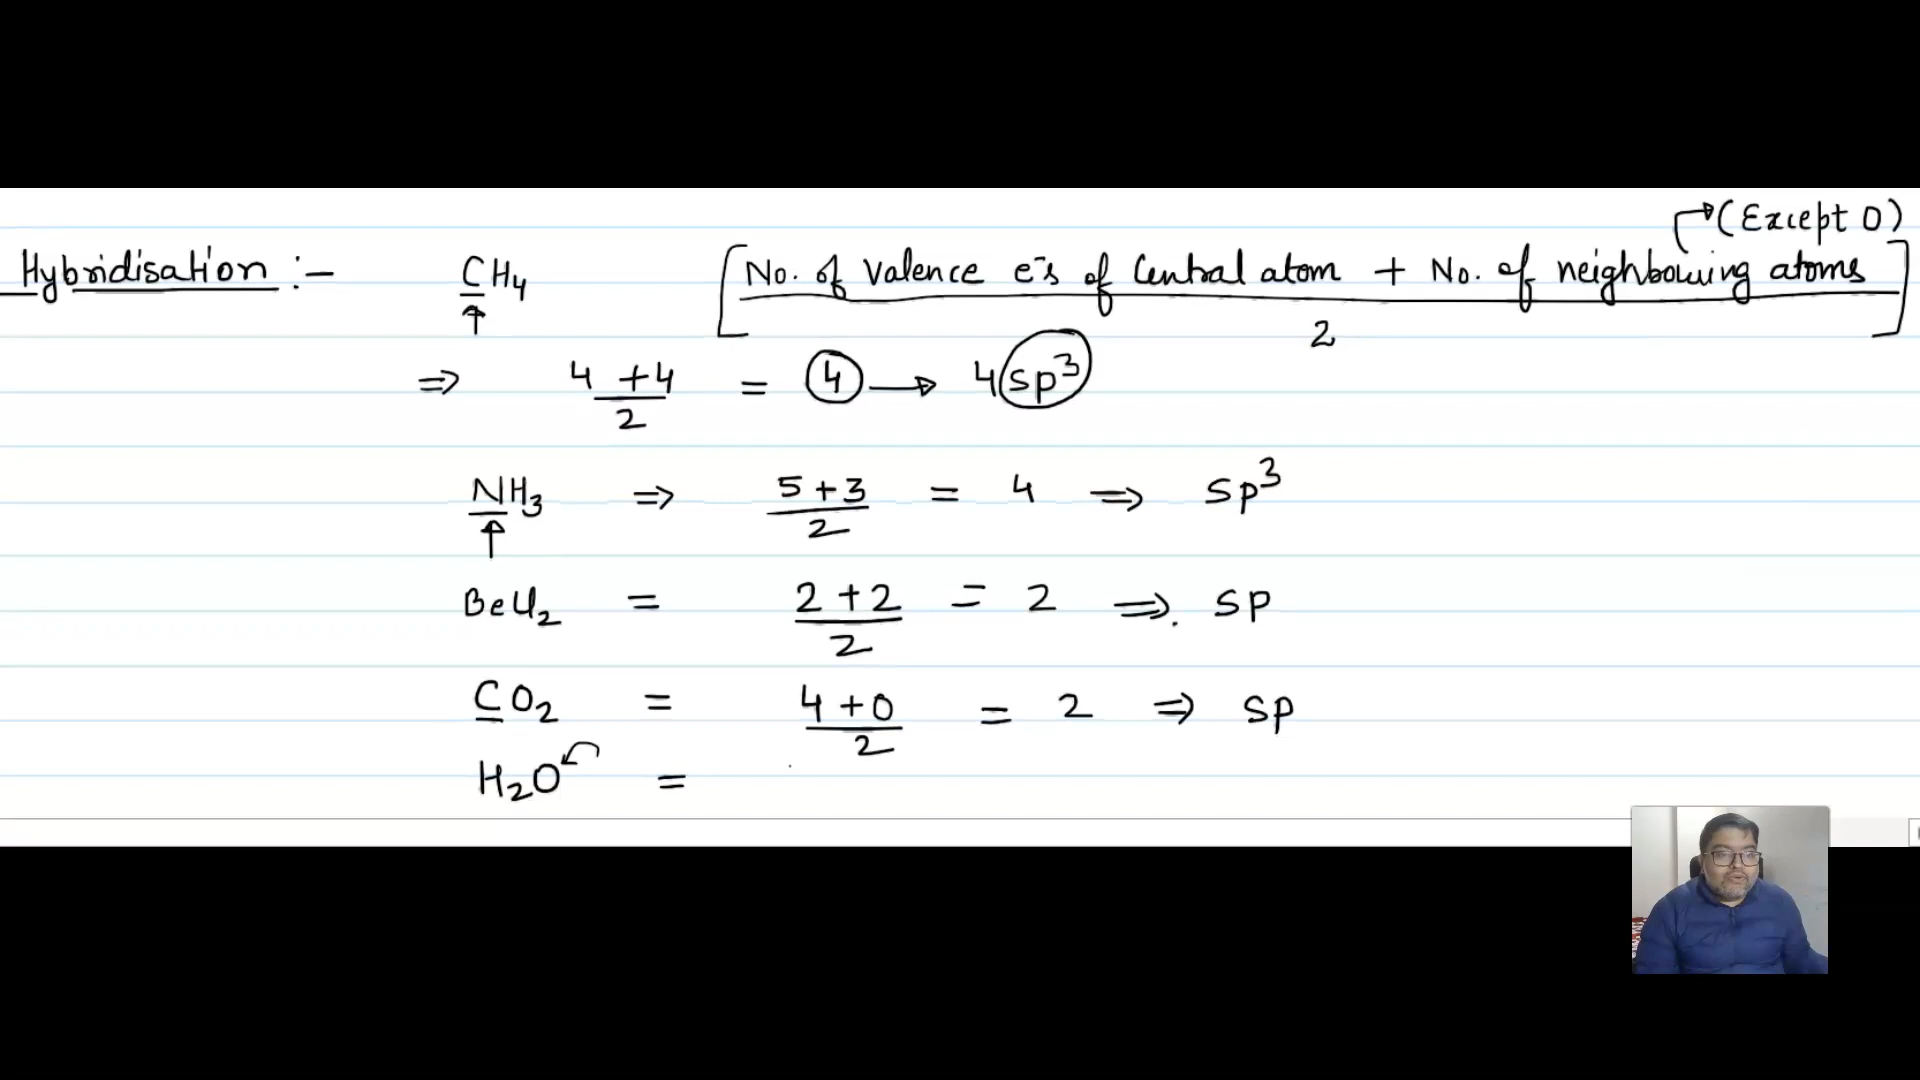 (Except O)
Hybridisation :- CH4 [No. of Valence e-s of Central atom + No. of neighbouring atoms / 2]
=> 4 + 4 / 2 = 4 → 4 sp³
NH3 => 5 + 3 / 2 = 4 => sp³
BeCl2 = 2 + 2 / 2 = 2 => sp
CO2 = 4 + 0 / 2 = 2 => sp
H2O =